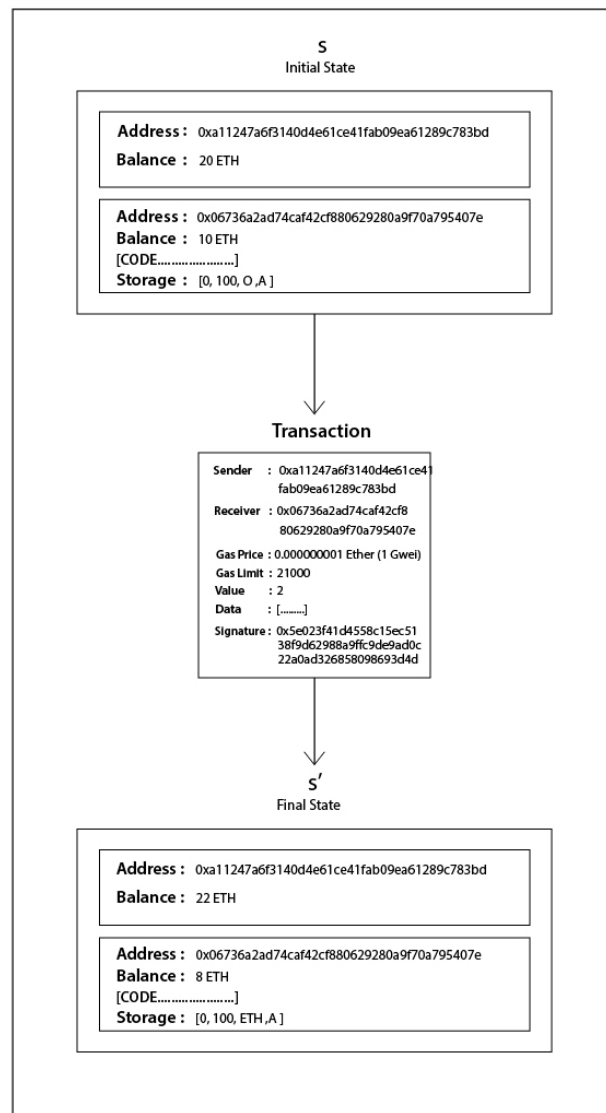 S
Initial State
Address : 0xa11247a6f3140d4e61ce41fab09ea61289c783bd
Balance : 20 ETH
Address : 0x06736a2ad74caf42cf880629280a9f70a795407e
Balance : 10 ETH
[CODE......................]
Storage : [0, 100, O ,A ]
Transaction
Sender : 0xa11247a6f3140d4e61ce41
fab09ea61289c783bd
Receiver : 0x06736a2ad74caf42cf8
80629280a9f70a795407e
Gas Price : 0.000000001 Ether (1 Gwei)
Gas Limit : 21000
Value : 2
Data : [.........]
Signature : 0x5e023f41d4558c15ec51
38f9d62988a9ffc9de9ad0c
22a0ad326858098693d4d
S′
Final State
Address : 0xa11247a6f3140d4e61ce41fab09ea61289c783bd
Balance : 22 ETH
Address : 0x06736a2ad74caf42cf880629280a9f70a795407e
Balance : 8 ETH
[CODE......................]
Storage : [0, 100, ETH ,A ]